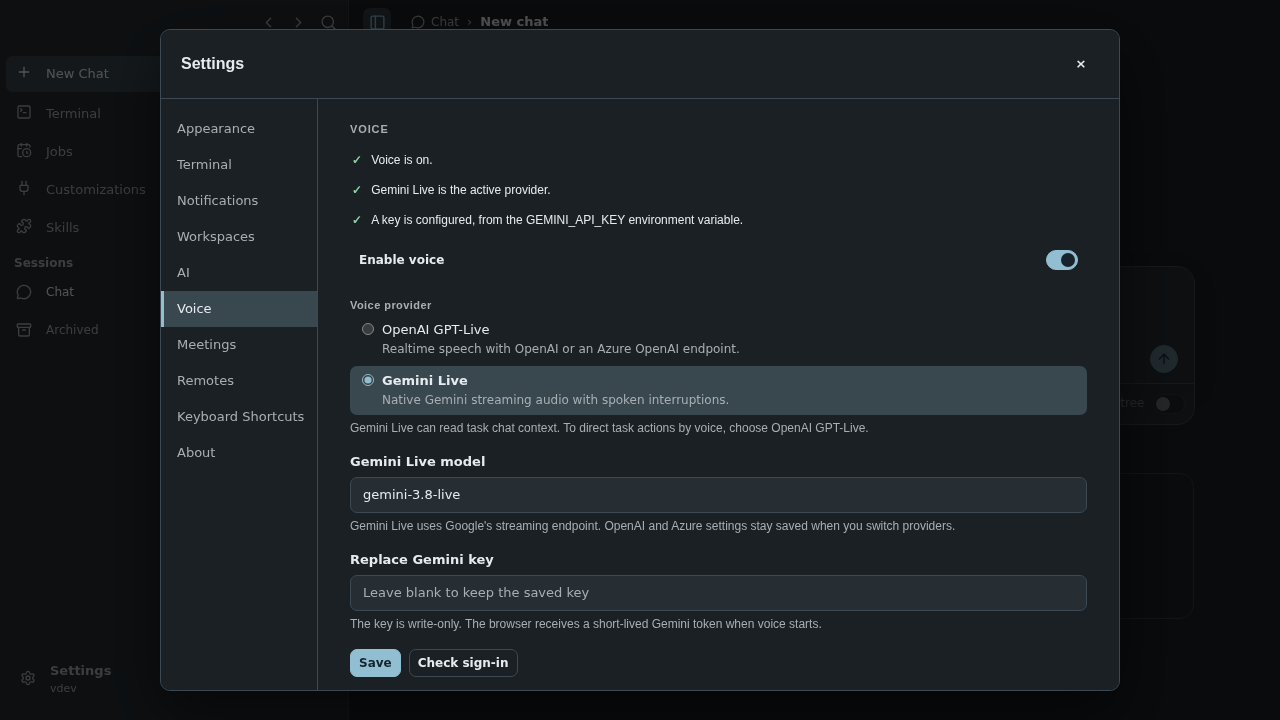 Chat › New chat
Settings
×
New Chat
Terminal
Jobs
Customizations
Skills
Sessions
Chat
Archived
Settings
vdev
Appearance
Terminal
Notifications
Workspaces
AI
Voice
Meetings
Remotes
Keyboard Shortcuts
About
VOICE
✓ Voice is on.
✓ Gemini Live is the active provider.
✓ A key is configured, from the GEMINI_API_KEY environment variable.
Enable voice
Voice provider
OpenAI GPT-Live
Realtime speech with OpenAI or an Azure OpenAI endpoint.
Gemini Live
Native Gemini streaming audio with spoken interruptions.
Gemini Live can read task chat context. To direct task actions by voice, choose OpenAI GPT-Live.
Gemini Live model
gemini-3.8-live
Gemini Live uses Google's streaming endpoint. OpenAI and Azure settings stay saved when you switch providers.
Replace Gemini key
Leave blank to keep the saved key
The key is write-only. The browser receives a short-lived Gemini token when voice starts.
Save
Check sign-in